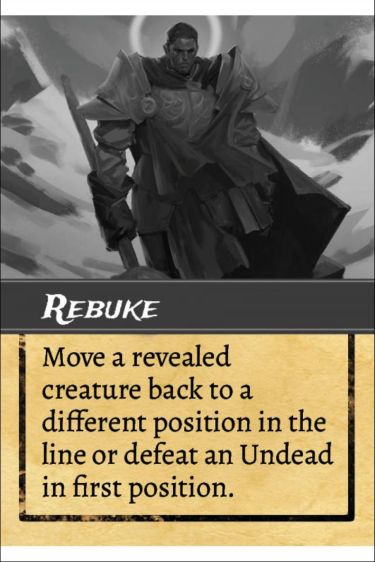 Rebuke
Move a revealed
creature back to a
different position in the
line or defeat an Undead
in first position.